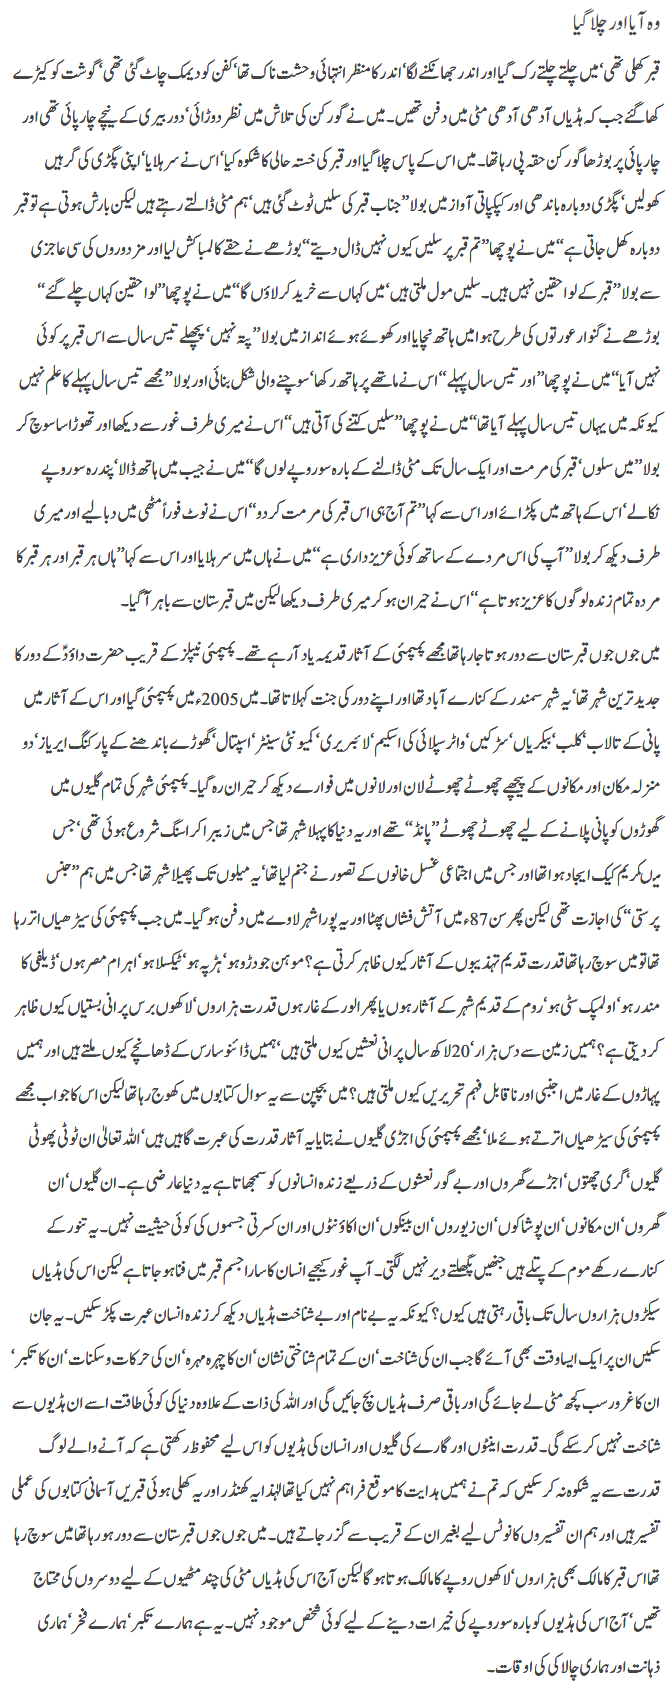 وہ آیا اور چلا گیا
قبر کھلی تھی‘ میں چلتے چلتے رک گیا اور اندر جھانکنے لگا‘ اندر کا منظر انتہائی وحشت ناک تھا‘ کفن کو دیمک چاٹ گئی تھی‘ گوشت کو کیڑے
کھا گئے جب کہ ہڈیاں آدھی آدھی مٹی میں دفن تھیں۔ میں نے گورکن کی تلاش میں نظر دوڑائی‘ دور بیری کے نیچے چارپائی تھی اور
چارپائی پر بوڑھا گورکن حقہ پی رہا تھا۔ میں اس کے پاس چلا گیا اور قبر کی خستہ حالی کا شکوہ کیا‘ اس نے سر ہلایا‘ اپنی پگڑی کی گرہیں
کھولیں‘ پگڑی دوبارہ باندھی اور کپکپاتی آواز میں بولا ’’جناب قبر کی سلیں ٹوٹ گئی ہیں‘ ہم مٹی ڈالتے رہتے ہیں لیکن بارش ہوتی ہے تو قبر
دوبارہ کھل جاتی ہے‘‘ میں نے پوچھا ’’تم قبر پر سلیں کیوں نہیں ڈال دیتے‘‘ بوڑھے نے حقے کا لمبا کش لیا اور مزدوروں کی سی عاجزی
سے بولا ’’قبر کے لواحقین نہیں ہیں۔ سلیں مول ملتی ہیں‘ میں کہاں سے خرید کر لاؤں گا‘‘ میں نے پوچھا ’’لواحقین کہاں چلے گئے‘‘
بوڑھے نے گنوار عورتوں کی طرح ہوا میں ہاتھ نچایا اور کھوئے ہوئے انداز میں بولا ’’پتہ نہیں‘ پچھلے تیس سال سے اس قبر پر کوئی
نہیں آیا‘‘ میں نے پوچھا ’’اور تیس سال پہلے‘‘ اس نے ماتھے پر ہاتھ رکھا‘ سوچنے والی شکل بنائی اور بولا ’’مجھے تیس سال پہلے کا علم نہیں
کیونکہ میں یہاں تیس سال پہلے آیا تھا‘‘ میں نے پوچھا ’’سلیں کتنے کی آتی ہیں‘‘ اس نے میری طرف غور سے دیکھا اور تھوڑا سا سوچ کر
بولا ’’میں سلوں‘ قبر کی مرمت اور ایک سال تک مٹی ڈالنے کے بارہ سو روپے لوں گا‘‘ میں نے جیب میں ہاتھ ڈالا‘ پندرہ سو روپے
نکالے‘ اس کے ہاتھ میں پکڑائے اور اس سے کہا ’’تم آج ہی اس قبر کی مرمت کر دو‘‘ اس نے نوٹ فوراً مٹھی میں دبا لیے اور میری
طرف دیکھ کر بولا ’’آپ کی اس مردے کے ساتھ کوئی عزیز داری ہے‘‘ میں نے ہاں میں سر ہلایا اور اس سے کہا ’’ہاں ہر قبر اور ہر قبر کا
مردہ تمام زندہ لوگوں کا عزیز ہوتا ہے‘‘ اس نے حیران ہو کر میری طرف دیکھا لیکن میں قبرستان سے باہر آ گیا۔
میں جوں جوں قبرستان سے دور ہوتا جا رہا تھا مجھے پمپئی کے آثار قدیمہ یاد آ رہے تھے۔ پمپئی نیپلز کے قریب حضرت داؤدؑ کے دور کا
جدید ترین شہر تھا‘ یہ شہر سمندر کے کنارے آباد تھا اور اپنے دور کی جنت کہلاتا تھا۔ میں 2005ء میں پمپئی گیا اور اس کے آثار میں
پانی کے تالاب‘ کلب‘ بیکریاں‘ سڑکیں‘ واٹر سپلائی کی اسکیم‘ لائبریری‘ کمیونٹی سینٹر‘ اسپتال‘ گھوڑے باندھنے کے پارکنگ ایریاز‘ دو
منزلہ مکان اور مکانوں کے پیچھے چھوٹے چھوٹے لان اور لانوں میں فوارے دیکھ کر حیران رہ گیا۔ پمپئی شہر کی تمام گلیوں میں
گھوڑوں کو پانی پلانے کے لیے چھوٹے چھوٹے ’’پانڈ‘‘ تھے اور یہ دنیا کا پہلا شہر تھا جس میں زیبرا کراسنگ شروع ہوئی تھی‘ جس
میں کریم کیک ایجاد ہوا تھا اور جس میں اجتماعی غسل خانوں کے تصور نے جنم لیا تھا‘ یہ میلوں تک پھیلا شہر تھا جس میں ہم ’’جنس
پرستی‘‘ کی اجازت تھی لیکن پھر سن 87ء میں آتش فشاں پھٹا اور یہ پورا شہر لاوے میں دفن ہو گیا۔ میں جب پمپئی کی سیڑھیاں اتر رہا
تھا تو میں سوچ رہا تھا قدرت قدیم تہذیبوں کے آثار کیوں ظاہر کرتی ہے؟ موہن جو دڑو ہو‘ ہڑپہ ہو‘ ٹیکسلا ہو‘ اہرام مصر ہوں‘ ڈیلفی کا
مندر ہو‘ اولمپک سٹی ہو‘ روم کے قدیم شہر کے آثار ہوں یا پھر الور کے غار ہوں قدرت ہزاروں‘ لاکھوں برس پرانی بستیاں کیوں ظاہر
کر دیتی ہے؟ ہمیں زمین سے دس ہزار‘ 20 لاکھ سال پرانی نعشیں کیوں ملتی ہیں‘ ہمیں ڈائنوسارس کے ڈھانچے کیوں ملتے ہیں اور ہمیں
پہاڑوں کے غار میں اجنبی اور ناقابل فہم تحریریں کیوں ملتی ہیں؟ میں بچپن سے یہ سوال کتابوں میں کھوج رہا تھا لیکن اس کا جواب مجھے
پمپئی کی سیڑھیاں اترتے ہوئے ملا‘ مجھے پمپئی کی اجڑی گلیوں نے بتایا یہ آثار قدرت کی عبرت گاہیں ہیں‘ اللہ تعالیٰ ان ٹوٹی پھوٹی
گلیوں‘ گری چھتوں‘ اجڑے گھروں اور بے گور نعشوں کے ذریعے زندہ انسانوں کو سمجھاتا ہے یہ دنیا عارضی ہے۔ ان گلیوں‘ ان
گھروں‘ ان مکانوں‘ ان پوشاکوں‘ ان زیوروں‘ ان بینکوں‘ ان اکاؤنٹوں اور ان کسرتی جسموں کی کوئی حیثیت نہیں۔ یہ تنور کے
کنارے رکھے موم کے پتلے ہیں جنھیں پگھلتے دیر نہیں لگتی۔ آپ غور کیجیے انسان کا سارا جسم قبر میں فنا ہو جاتا ہے لیکن اس کی ہڈیاں
سیکڑوں ہزاروں سال تک باقی رہتی ہیں کیوں؟ کیونکہ یہ بے نام اور بے شناخت ہڈیاں دیکھ کر زندہ انسان عبرت پکڑ سکیں۔ یہ جان
سکیں ان پر ایک ایسا وقت بھی آئے گا جب ان کی شناخت‘ ان کے تمام شناختی نشان‘ ان کا چہرہ مہرہ‘ ان کی حرکات و سکنات‘ ان کا تکبر‘
ان کا غرور سب کچھ مٹی لے جائے گی اور باقی صرف ہڈیاں بچ جائیں گی اور اللہ کی ذات کے علاوہ دنیا کی کوئی طاقت اسے ان ہڈیوں سے
شناخت نہیں کر سکے گی۔ قدرت اینٹوں اور گارے کی گلیوں اور انسان کی ہڈیوں کو اس لیے محفوظ رکھتی ہے کہ آنے والے لوگ
قدرت سے یہ شکوہ نہ کر سکیں کہ تم نے ہمیں ہدایت کا موقع فراہم نہیں کیا تھا لہٰذا یہ کھنڈر اور یہ کھلی ہوئی قبریں آسمانی کتابوں کی عملی
تفسیر ہیں اور ہم ان تفسیروں کا نوٹس لیے بغیر ان کے قریب سے گزر جاتے ہیں۔ میں جوں جوں قبرستان سے دور ہو رہا تھا میں سوچ رہا
تھا اس قبر کا مالک بھی ہزاروں‘ لاکھوں روپے کا مالک ہوتا ہو گا لیکن آج اس کی ہڈیاں مٹی کی چند مٹھیوں کے لیے دوسروں کی محتاج
تھیں‘ آج اس کی ہڈیوں کو بارہ سو روپے کی خیرات دینے کے لیے کوئی شخص موجود نہیں۔ یہ ہے ہمارے تکبر‘ ہمارے فخر‘ ہماری
ذہانت اور ہماری چالاکی کی اوقات۔